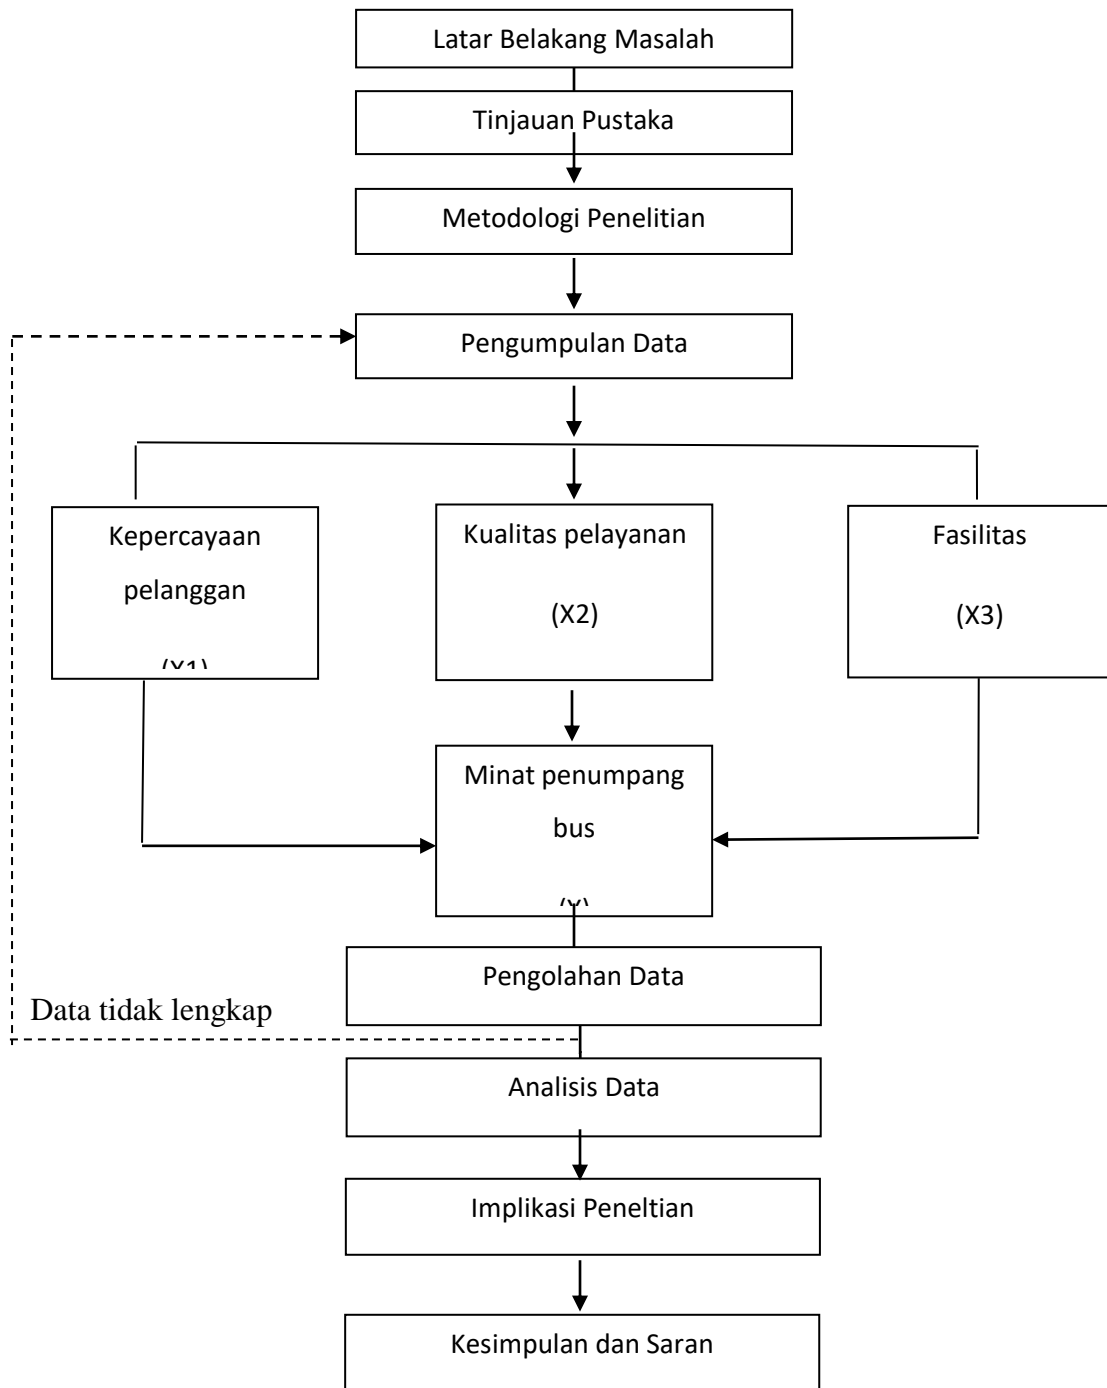 Latar Belakang Masalah
Tinjauan Pustaka
Metodologi Penelitian
Pengumpulan Data
Kepercayaan
pelanggan
(X1)
Kualitas pelayanan
(X2)
Fasilitas
(X3)
Minat penumpang
bus
Pengolahan Data
Data tidak lengkap
Analisis Data
Implikasi Peneltian
Kesimpulan dan Saran